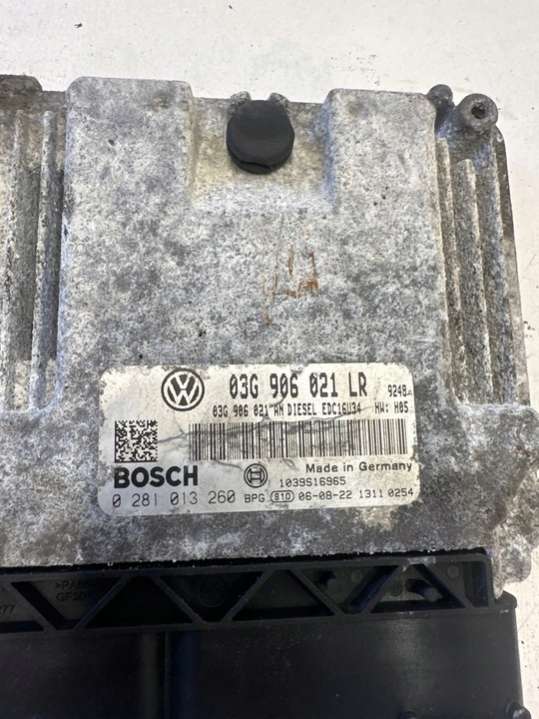 03G 906 021 LR 9248
03G 906 021 AN DIESEL EDC16U34 HW: H05
BOSCH
Made in Germany
1039S16965
0 281 013 260 BPG 810 06-08-22 1311 0254